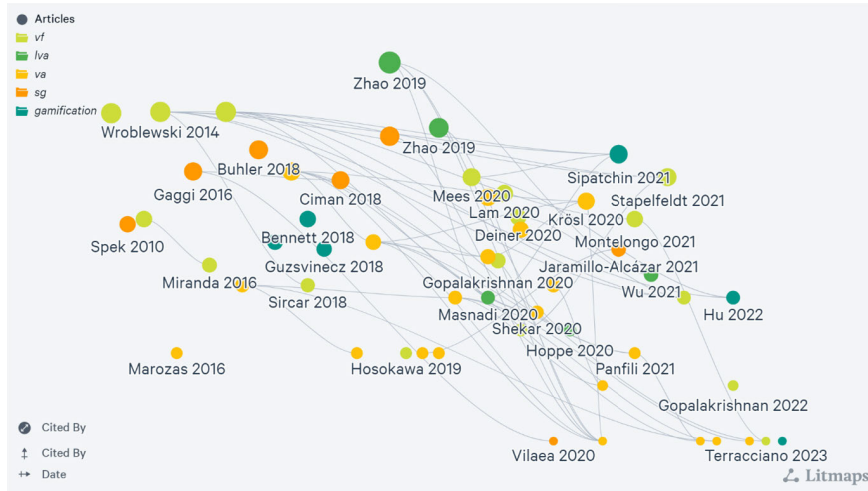 Articles
vf
lva
va
sg
gamification
Zhao 2019
Wroblewski 2014
Zhao 2019
Buhler 2018
Sipatchin 2021
Gaggi 2016
Ciman 2018
Mees 2020
Stapelfeldt 2021
Lam 2020
Krösl 2020
Spek 2010
Bennett 2018
Deiner 2020
Montelongo 2021
Guzsvinecz 2018
Jaramillo-Alcázar 2021
Miranda 2016
Gopalakrishnan 2020
Wu 2021
Sircar 2018
Masnadi 2020
Hu 2022
Shekar 2020
Hoppe 2020
Marozas 2016
Hosokawa 2019
Panfili 2021
Gopalakrishnan 2022
Cited By
Cited By
Vilaea 2020
Terracciano 2023
Date
Litmaps